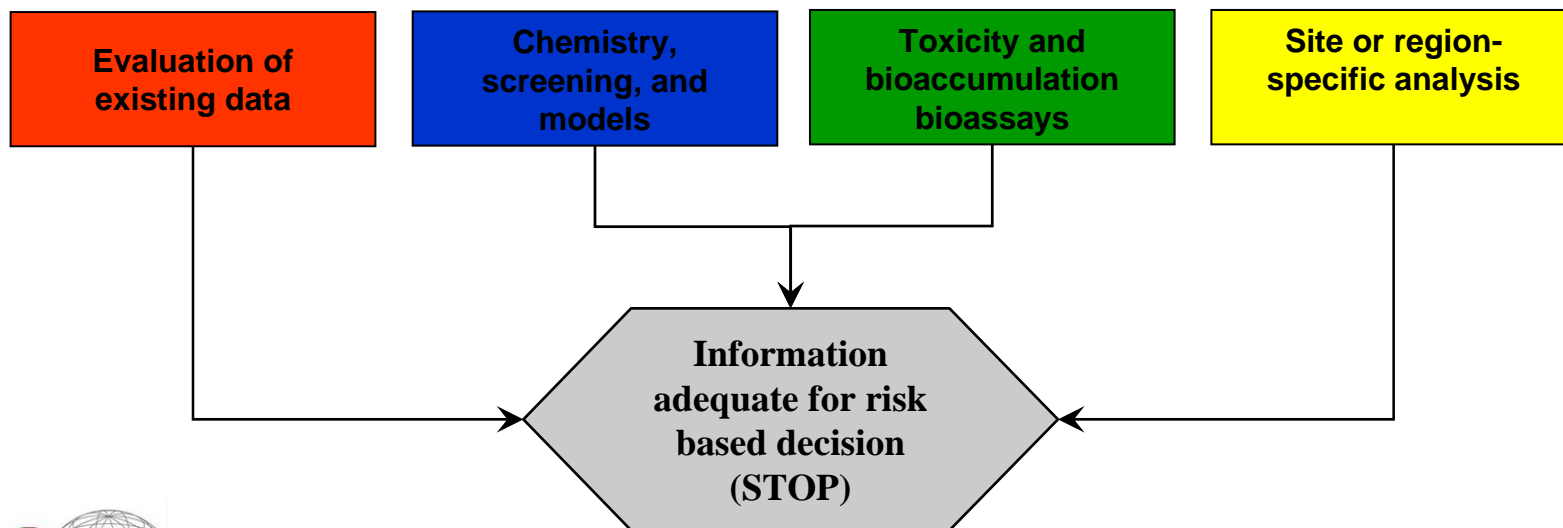 Evaluation of
existing data
Chemistry,
screening, and
models
Toxicity and
bioaccumulation
bioassays
Site or region-
specific analysis
Information
adequate for risk
based decision
(STOP)